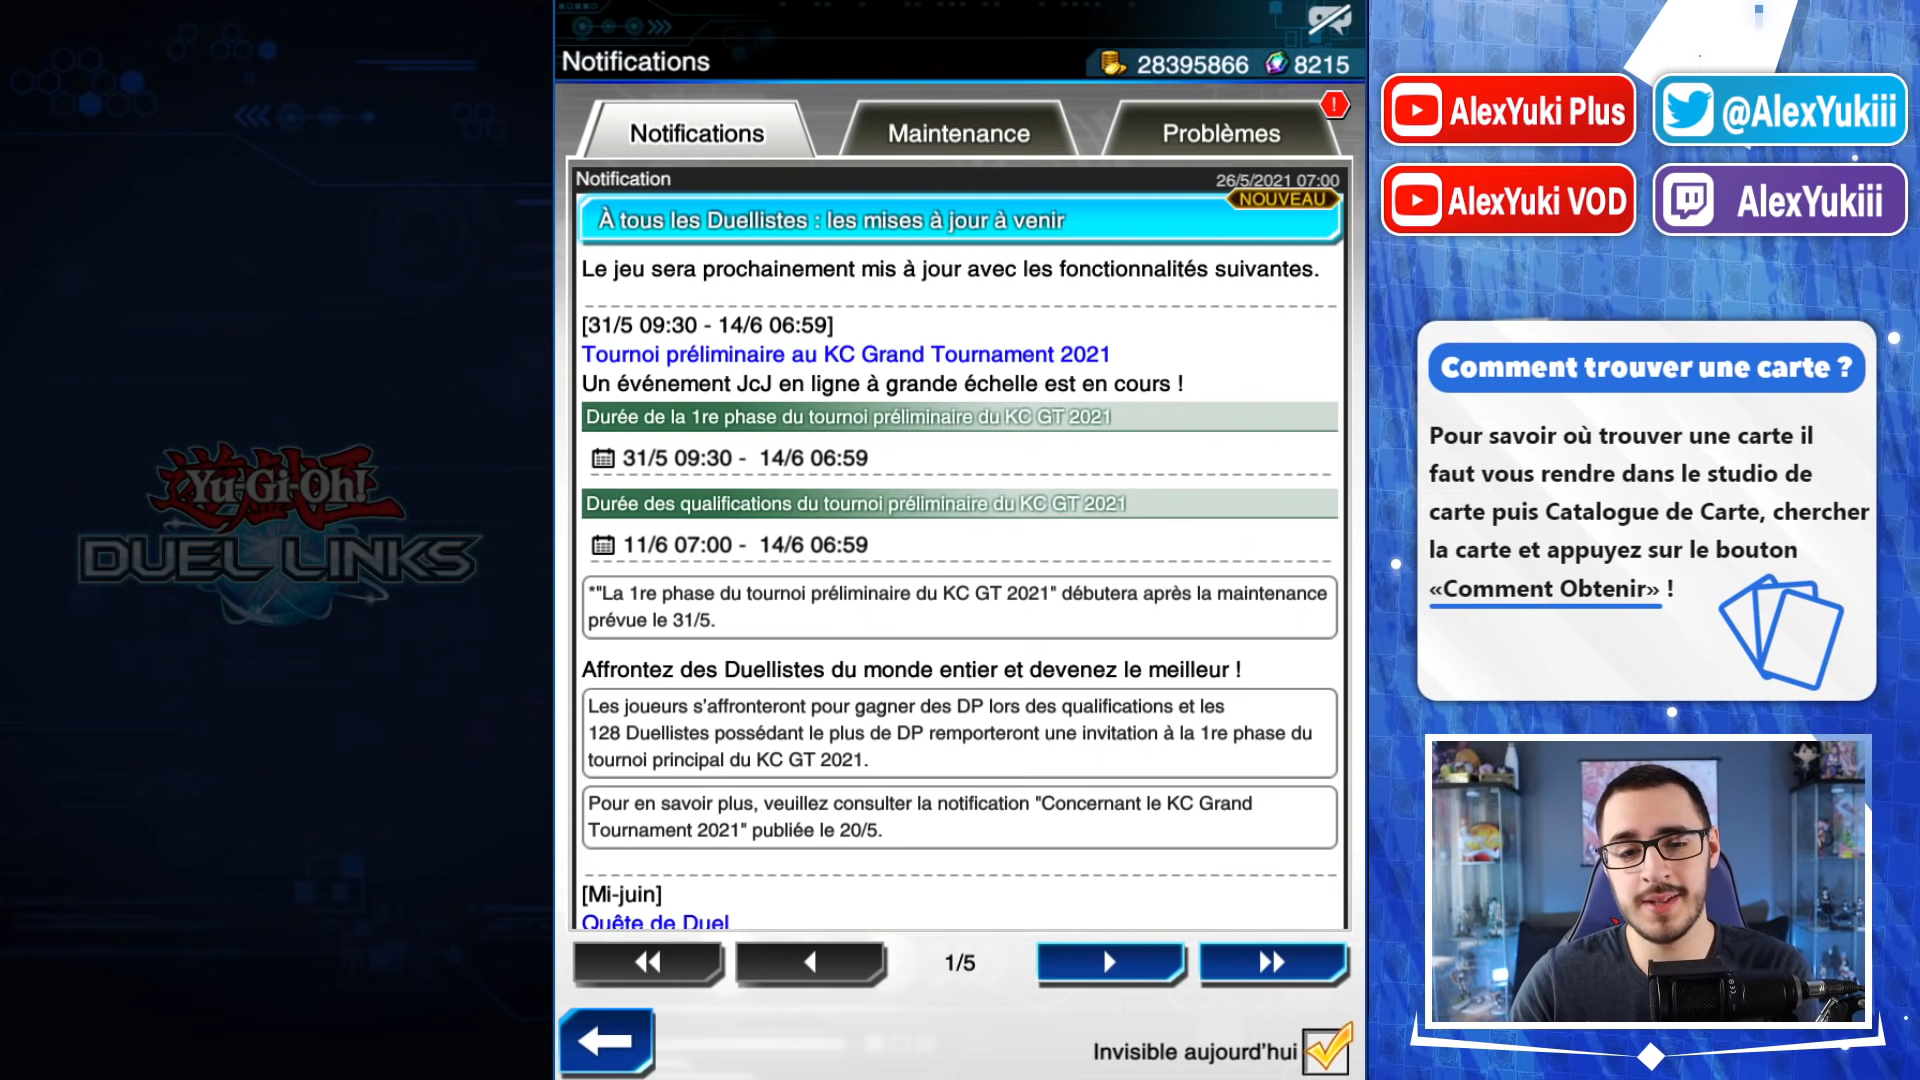 Notifications
28395866
8215
Notifications
Maintenance
Problèmes
!
Notification
26/5/2021 07:00
NOUVEAU
À tous les Duellistes : les mises à jour à venir
Le jeu sera prochainement mis à jour avec les fonctionnalités suivantes.
[31/5 09:30 - 14/6 06:59]
Tournoi préliminaire au KC Grand Tournament 2021
Un événement JcJ en ligne à grande échelle est en cours !
Durée de la 1re phase du tournoi préliminaire du KC GT 2021
31/5 09:30 - 14/6 06:59
Durée des qualifications du tournoi préliminaire du KC GT 2021
11/6 07:00 - 14/6 06:59
*"La 1re phase du tournoi préliminaire du KC GT 2021" débutera après la maintenance
prévue le 31/5.
Affrontez des Duellistes du monde entier et devenez le meilleur !
Les joueurs s'affronteront pour gagner des DP lors des qualifications et les
128 Duellistes possédant le plus de DP remporteront une invitation à la 1re phase du
tournoi principal du KC GT 2021.
Pour en savoir plus, veuillez consulter la notification "Concernant le KC Grand
Tournament 2021" publiée le 20/5.
[Mi-juin]
Quête de Duel
1/5
Invisible aujourd'hui
Yu-Gi-Oh!
DUEL LINKS
AlexYuki Plus
@AlexYukiii
AlexYuki VOD
AlexYukiii
Comment trouver une carte ?
Pour savoir où trouver une carte il
faut vous rendre dans le studio de
carte puis Catalogue de Carte, chercher
la carte et appuyez sur le bouton
«Comment Obtenir» !